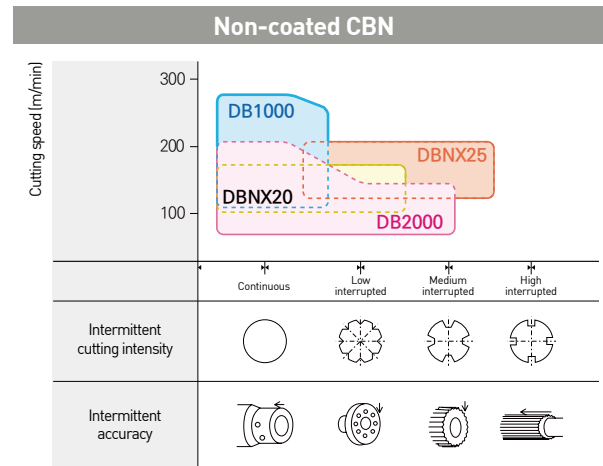 Non-coated CBN
Cutting speed (m/min)
300
200
100
DB1000
DBNX25
DBNX20
DB2000
Continuous
Low
interrupted
Medium
interrupted
High
interrupted
Intermittent
cutting intensity
Intermittent
accuracy